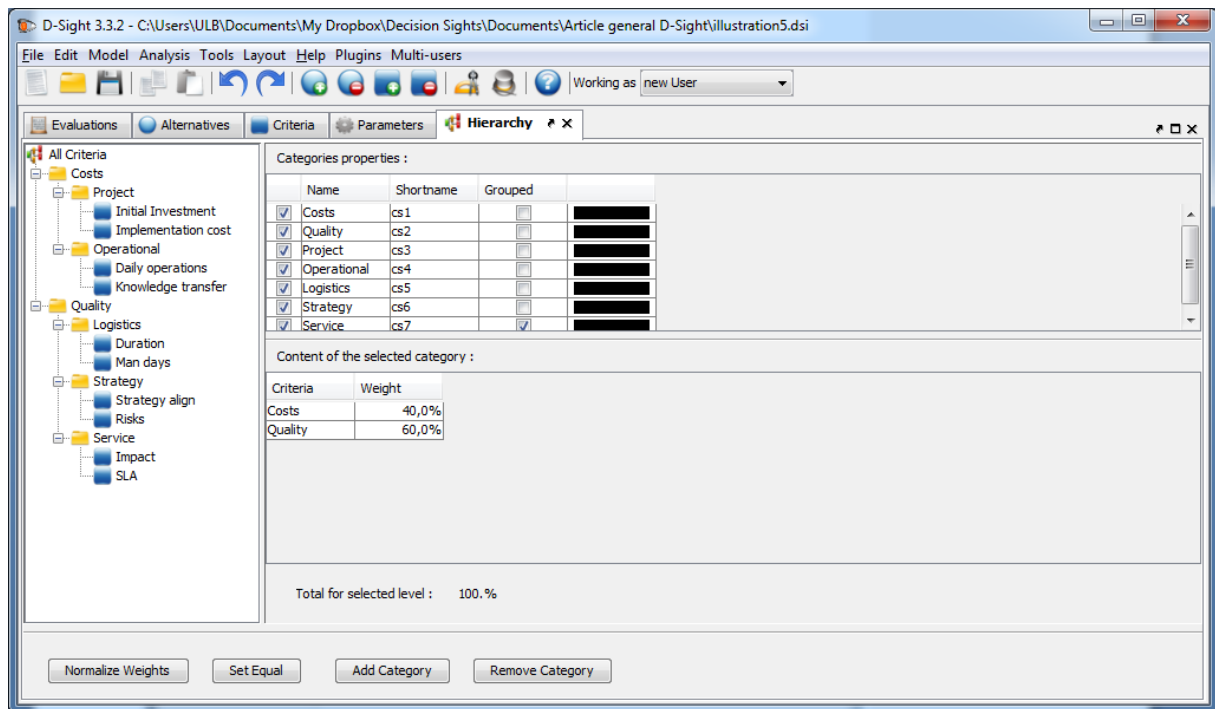 D-Sight 3.3.2 - C:\Users\ULB\Documents\My Dropbox\Decision Sights\Documents\Article general D-Sight\illustration5.dsi
File Edit Model Analysis Tools Layout Help Plugins Multi-users
Working as new User
Evaluations Alternatives Criteria Parameters Hierarchy
All Criteria
Costs
Project
Initial Investment
Implementation cost
Operational
Daily operations
Knowledge transfer
Quality
Logistics
Duration
Man days
Strategy
Strategy align
Risks
Service
Impact
SLA
Categories properties :
Name Shortname Grouped
Costs cs1
Quality cs2
Project cs3
Operational cs4
Logistics cs5
Strategy cs6
Service cs7
Content of the selected category :
Criteria Weight
Costs 40,0%
Quality 60,0%
Total for selected level : 100.%
Normalize Weights Set Equal Add Category Remove Category